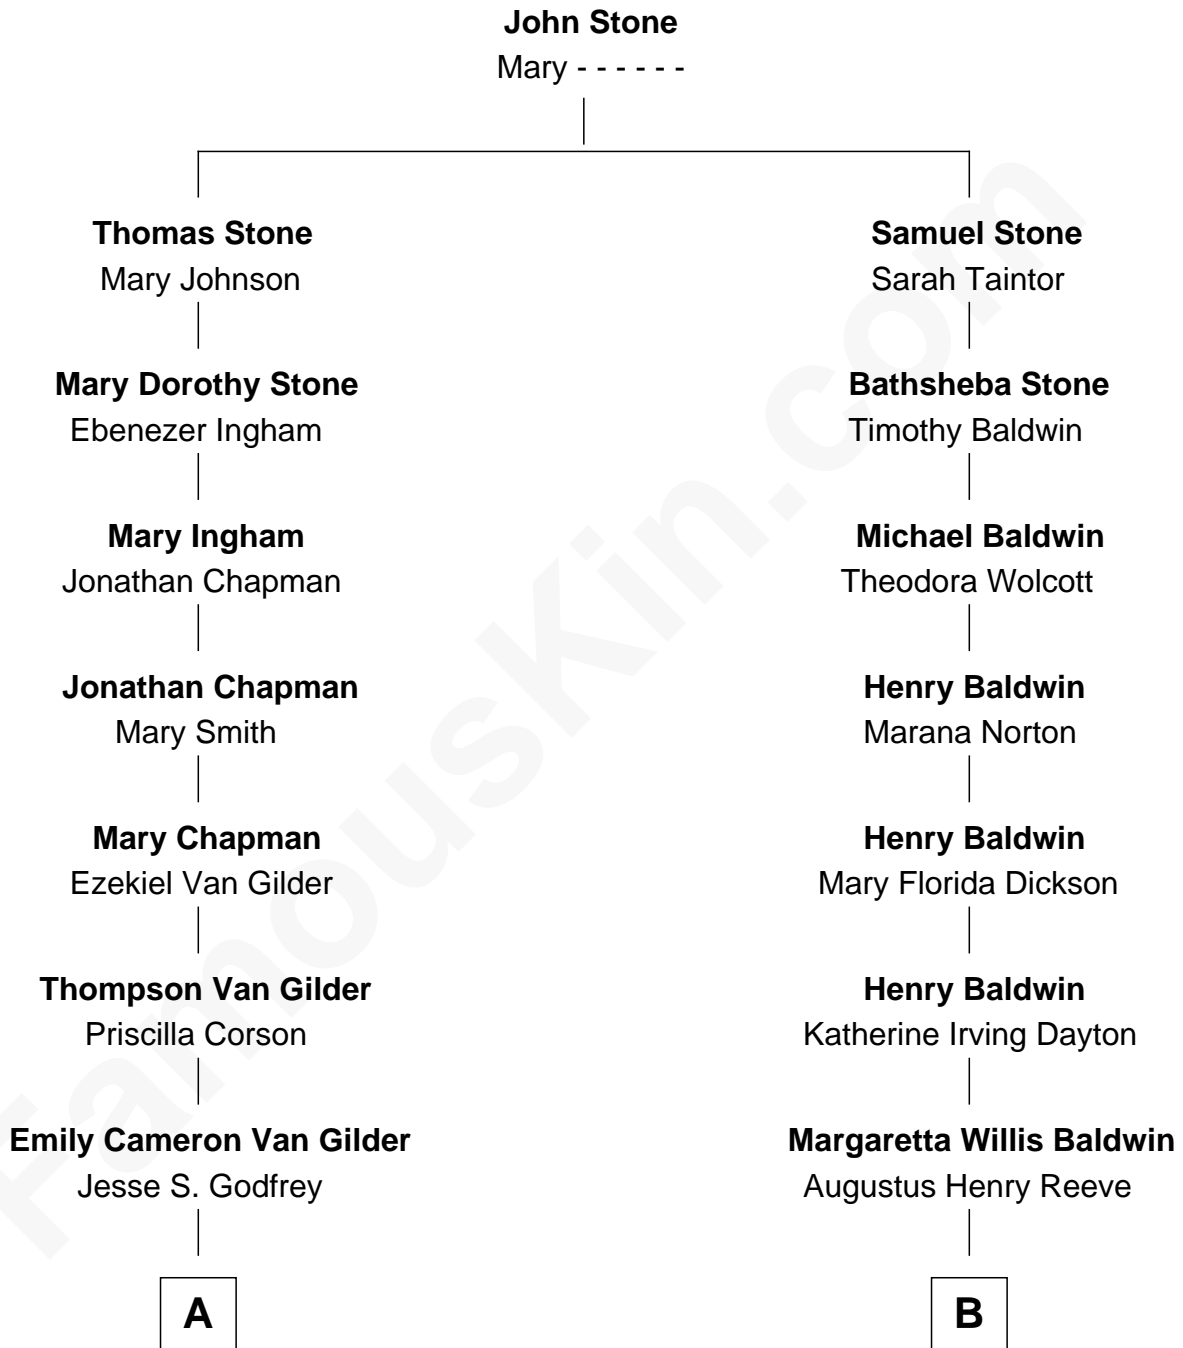 John Stone
Mary - - - - - -
Thomas Stone
Mary Johnson
Samuel Stone
Sarah Taintor
Mary Dorothy Stone
Ebenezer Ingham
Bathsheba Stone
Timothy Baldwin
Mary Ingham
Jonathan Chapman
Michael Baldwin
Theodora Wolcott
Jonathan Chapman
Mary Smith
Henry Baldwin
Marana Norton
Mary Chapman
Ezekiel Van Gilder
Henry Baldwin
Mary Florida Dickson
Thompson Van Gilder
Priscilla Corson
Henry Baldwin
Katherine Irving Dayton
Emily Cameron Van Gilder
Jesse S. Godfrey
Margaretta Willis Baldwin
Augustus Henry Reeve
A
B
FamousKin.com